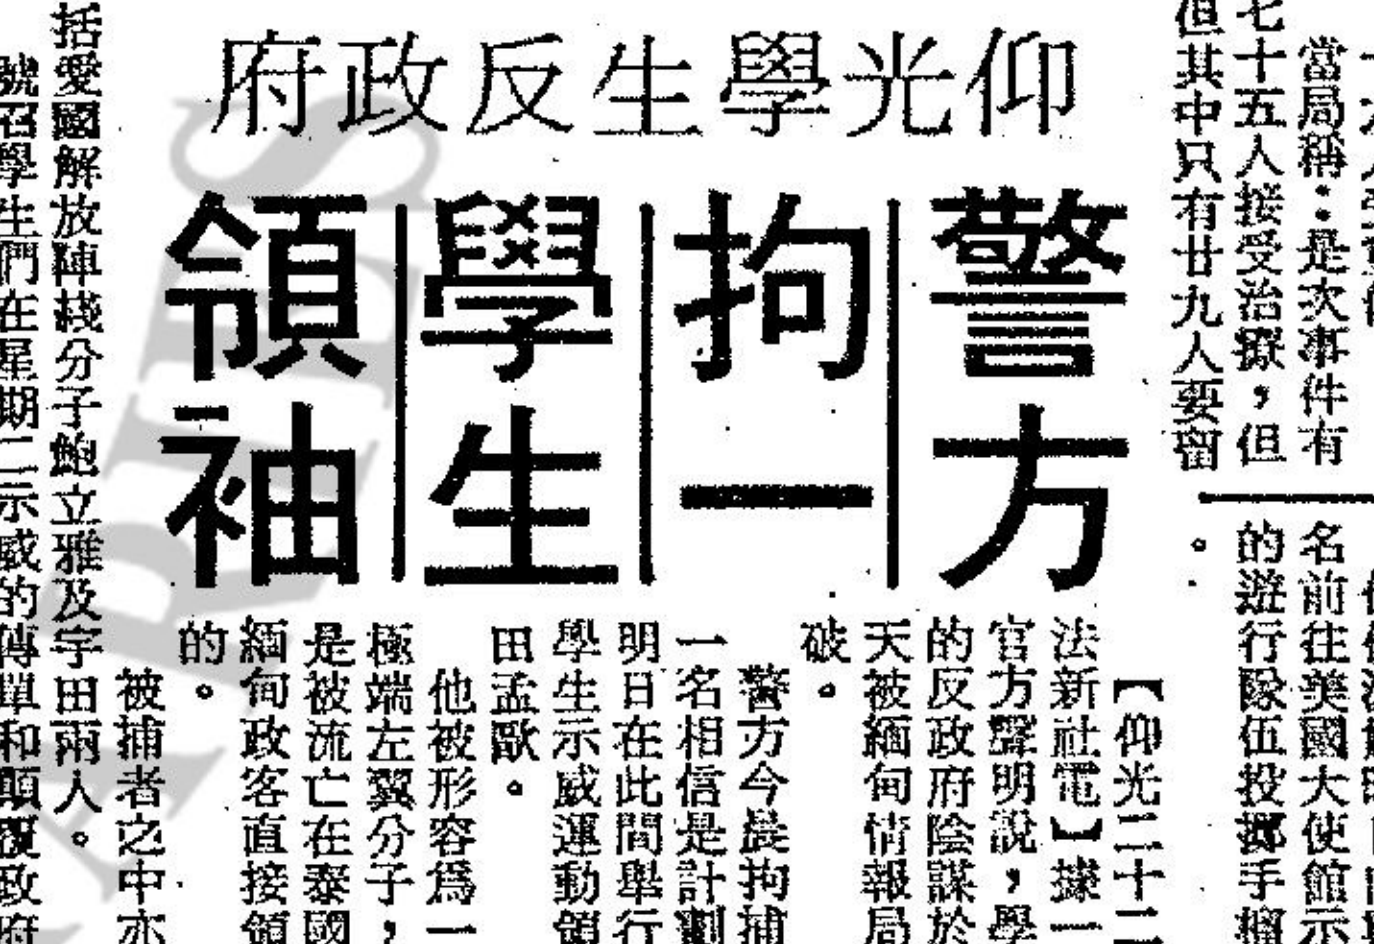 當局稱：是次事件有
七十五人接受治療，但
但其中只有廿九人要留
。
名前往美國大使館示
的遊行隊伍投擲手榴
仰光學生反政府
警方
拘一
學生
領袖
【仰光二十二
法新社電】據一
官方聲明說，學
的反政府陰謀於
天被緬甸情報局
破。
警方今晨拘捕
一名相信是計劃
明日在此間舉行
學生示威運動領
田孟歐。
他被形容爲一
極端左翼分子，
是被流亡在泰國
緬甸政客直接領
的。
被捕者之中亦
括愛國解放陣綫分子鮑立雅及宇田兩人。
號召學生們在星期二示威的傳單和顛覆政府